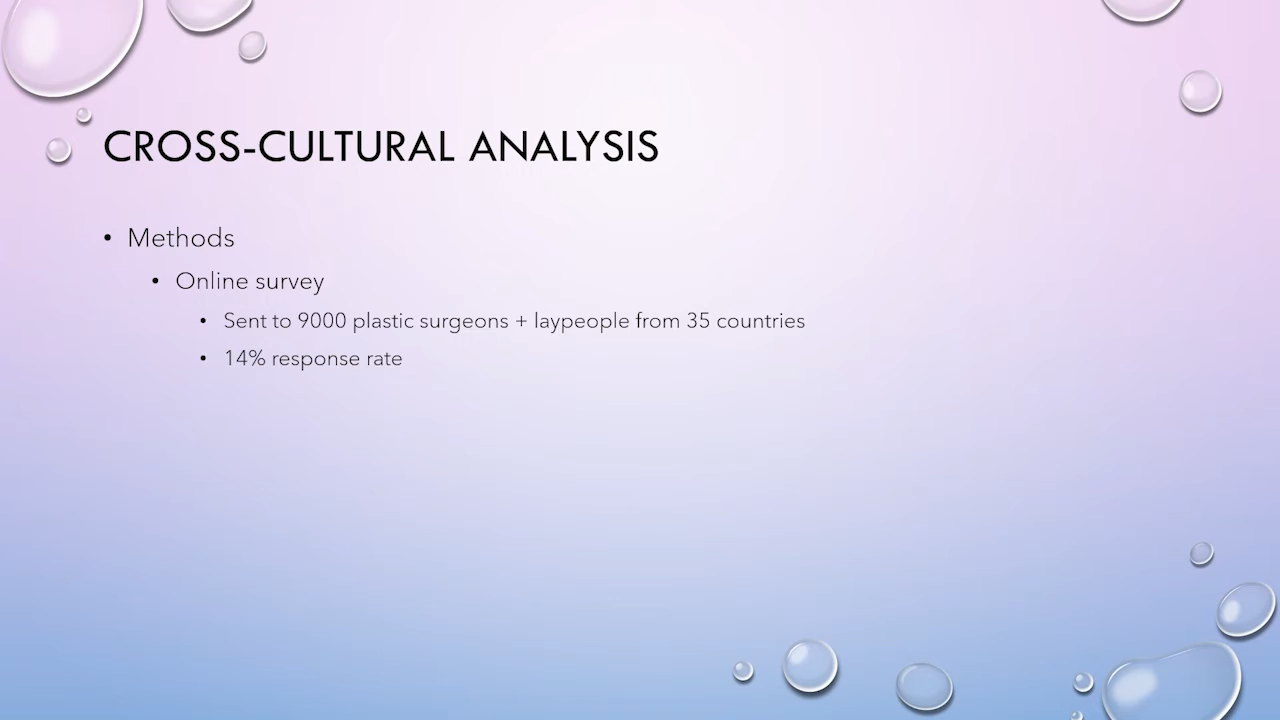 CROSS-CULTURAL ANALYSIS
• Methods
• Online survey
• Sent to 9000 plastic surgeons + laypeople from 35 countries
• 14% response rate